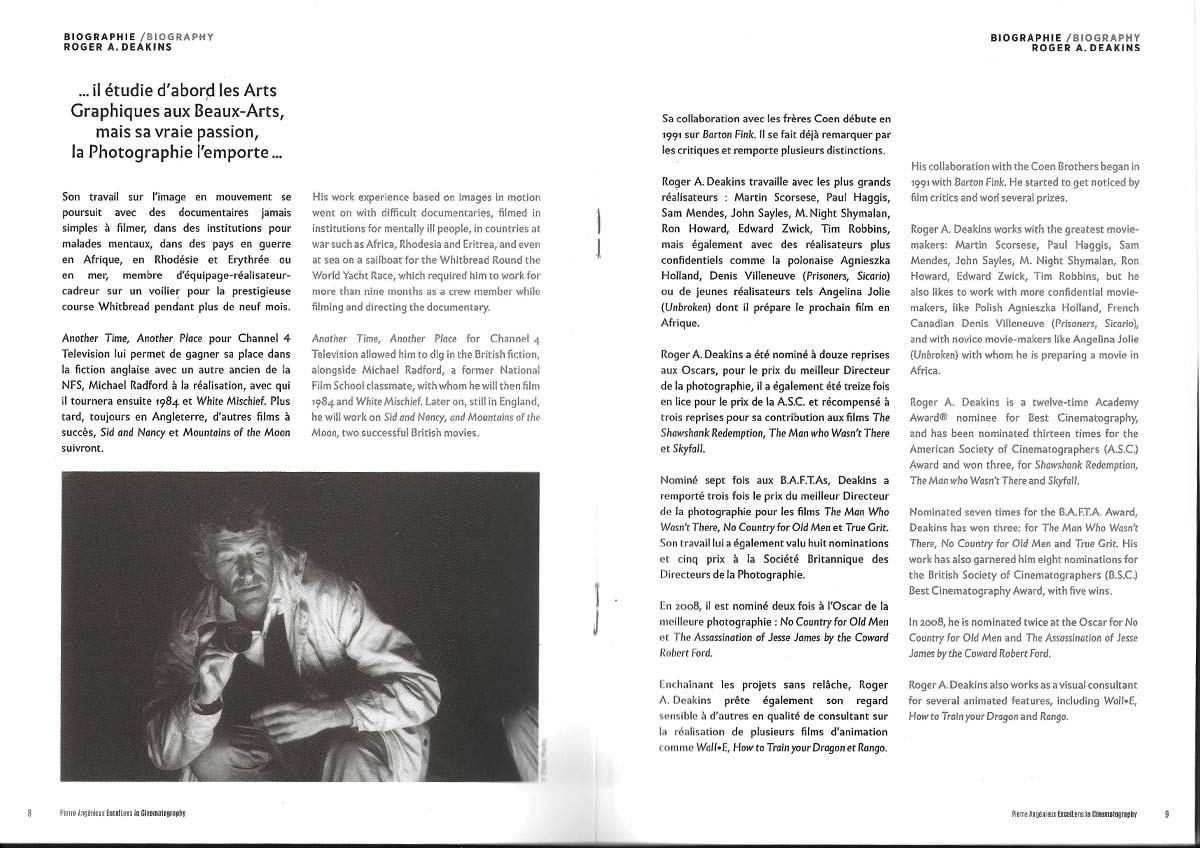 BIOGRAPHIE /BIOGRAPHY
ROGER A. DEAKINS
... il étudie d'abord les Arts
Graphiques aux Beaux-Arts,
mais sa vraie passion,
la Photographie l'emporte ...
Son travail sur l'image en mouvement se
poursuit avec des documentaires jamais
simples à filmer, dans des institutions pour
malades mentaux, dans des pays en guerre
en Afrique, en Rhodésie et Erythrée ou
en mer, membre d'équipage-réalisateur-
cadreur sur un voilier pour la prestigieuse
course Whitbread pendant plus de neuf mois.
Another Time, Another Place pour Channel 4
Television lui permet de gagner sa place dans
la fiction anglaise avec un autre ancien de la
NFS, Michael Radford à la réalisation, avec qui
il tournera ensuite 1984 et White Mischief. Plus
tard, toujours en Angleterre, d'autres films à
succès, Sid and Nancy et Mountains of the Moon
suivront.
His work experience based on images in motion
went on with difficult documentaries, filmed in
institutions for mentally ill people, in countries at
war such as Africa, Rhodesia and Eritrea, and even
at sea on a sailboat for the Whitbread Round the
World Yacht Race, which required him to work for
more than nine months as a crew member while
filming and directing the documentary.
Another Time, Another Place for Channel 4
Television allowed him to dig in the British fiction,
alongside Michael Radford, a former National
Film School classmate, with whom he will then film
1984 and White Mischief. Later on, still in England,
he will work on Sid and Nancy, and Mountains of the
Moon, two successful British movies.
8 Pierre Angénieux ExcelLens in Cinematography
BIOGRAPHIE /BIOGRAPHY
ROGER A. DEAKINS
Sa collaboration avec les frères Coen débute en
1991 sur Barton Fink. Il se fait déjà remarquer par
les critiques et remporte plusieurs distinctions.
Roger A. Deakins travaille avec les plus grands
réalisateurs : Martin Scorsese, Paul Haggis,
Sam Mendes, John Sayles, M. Night Shymalan,
Ron Howard, Edward Zwick, Tim Robbins,
mais également avec des réalisateurs plus
confidentiels comme la polonaise Agnieszka
Holland, Denis Villeneuve (Prisoners, Sicario)
ou de jeunes réalisateurs tels Angelina Jolie
(Unbroken) dont il prépare le prochain film en
Afrique.
Roger A. Deakins a été nominé à douze reprises
aux Oscars, pour le prix du meilleur Directeur
de la photographie, il a également été treize fois
en lice pour le prix de la A.S.C. et récompensé à
trois reprises pour sa contribution aux films The
Shawshank Redemption, The Man who Wasn't There
et Skyfall.
Nominé sept fois aux B.A.F.T.As, Deakins a
remporté trois fois le prix du meilleur Directeur
de la photographie pour les films The Man Who
Wasn't There, No Country for Old Men et True Grit.
Son travail lui a également valu huit nominations
et cinq prix à la Société Britannique des
Directeurs de la Photographie.
En 2008, il est nominé deux fois à l'Oscar de la
meilleure photographie : No Country for Old Men
et The Assassination of Jesse James by the Coward
Robert Ford.
Enchaînant les projets sans relâche, Roger
A. Deakins prête également son regard
sensible à d'autres en qualité de consultant sur
la réalisation de plusieurs films d'animation
comme Wall•E, How to Train your Dragon et Rango.
His collaboration with the Coen Brothers began in
1991 with Barton Fink. He started to get noticed by
film critics and won several prizes.
Roger A. Deakins works with the greatest movie-
makers: Martin Scorsese, Paul Haggis, Sam
Mendes, John Sayles, M. Night Shymalan, Ron
Howard, Edward Zwick, Tim Robbins, but he
also likes to work with more confidential movie-
makers, like Polish Agnieszka Holland, French
Canadian Denis Villeneuve (Prisoners, Sicario),
and with novice movie-makers like Angelina Jolie
(Unbroken) with whom he is preparing a movie in
Africa.
Roger A. Deakins is a twelve-time Academy
Award® nominee for Best Cinematography,
and has been nominated thirteen times for the
American Society of Cinematographers (A.S.C.)
Award and won three, for Shawshank Redemption,
The Man who Wasn't There and Skyfall.
Nominated seven times for the B.A.F.T.A. Award,
Deakins has won three: for The Man Who Wasn't
There, No Country for Old Men and True Grit. His
work has also garnered him eight nominations for
the British Society of Cinematographers (B.S.C.)
Best Cinematography Award, with five wins.
In 2008, he is nominated twice at the Oscar for No
Country for Old Men and The Assassination of Jesse
James by the Coward Robert Ford.
Roger A. Deakins also works as a visual consultant
for several animated features, including Wall•E,
How to Train your Dragon and Rango.
Pierre Angénieux ExcelLens in Cinematography 9